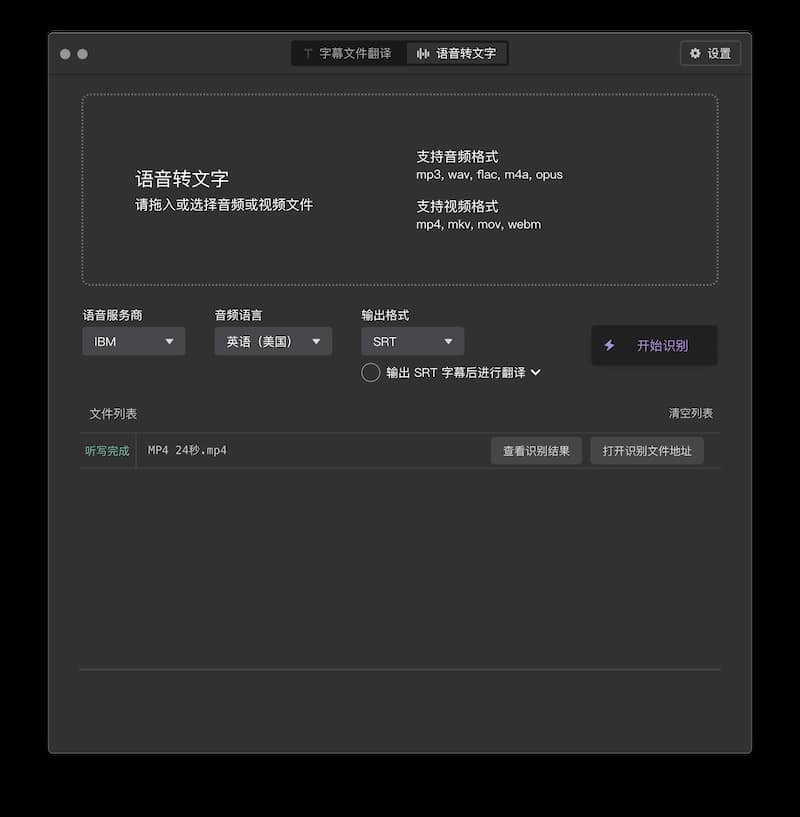 字幕文件翻译
语音转文字
设置
语音转文字
请拖入或选择音频或视频文件
支持音频格式
mp3, wav, flac, m4a, opus
支持视频格式
mp4, mkv, mov, webm
语音服务商
音频语言
输出格式
IBM
英语（美国）
SRT
开始识别
输出 SRT 字幕后进行翻译
文件列表
清空列表
听写完成
MP4 24秒.mp4
查看识别结果
打开识别文件地址